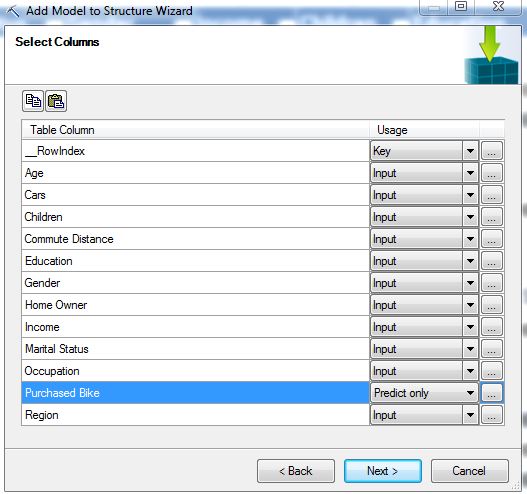 Add Model to Structure Wizard
Select Columns
Table Column Usage
__RowIndex Key ...
Age Input ...
Cars Input ...
Children Input ...
Commute Distance Input ...
Education Input ...
Gender Input ...
Home Owner Input ...
Income Input ...
Marital Status Input ...
Occupation Input ...
Purchased Bike Predict only ...
Region Input ...
< Back Next > Cancel